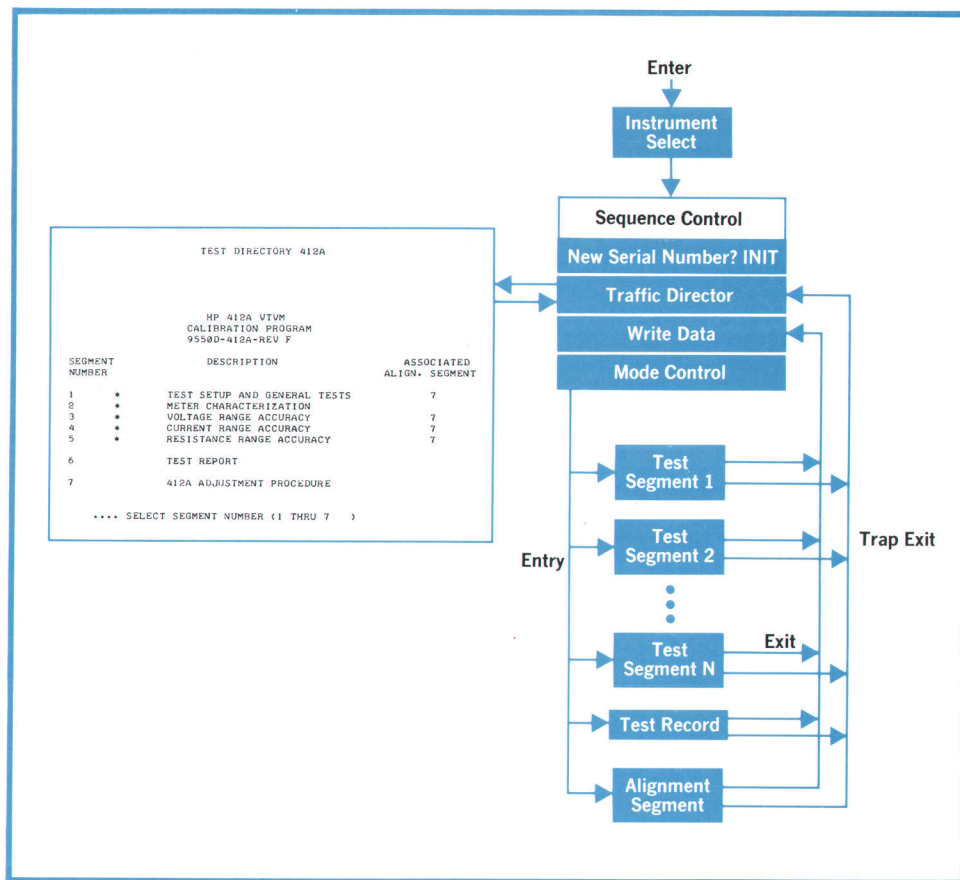 Enter
Instrument
Select
Sequence Control
New Serial Number? INIT
Traffic Director
Write Data
Mode Control
TEST DIRECTORY 412A
HP 412A VTVM
CALIBRATION PROGRAM
9550D-412A-REV F
SEGMENT NUMBER DESCRIPTION ASSOCIATED ALIGN. SEGMENT
1 * TEST SETUP AND GENERAL TESTS 7
2 * METER CHARACTERIZATION
3 * VOLTAGE RANGE ACCURACY 7
4 * CURRENT RANGE ACCURACY 7
5 * RESISTANCE RANGE ACCURACY 7
6 TEST REPORT
7 412A ADJUSTMENT PROCEDURE
**** SELECT SEGMENT NUMBER (1 THRU 7 )
Test
Segment 1
Test
Segment 2
Entry
Trap Exit
Test
Segment N
Exit
Test Record
Alignment
Segment